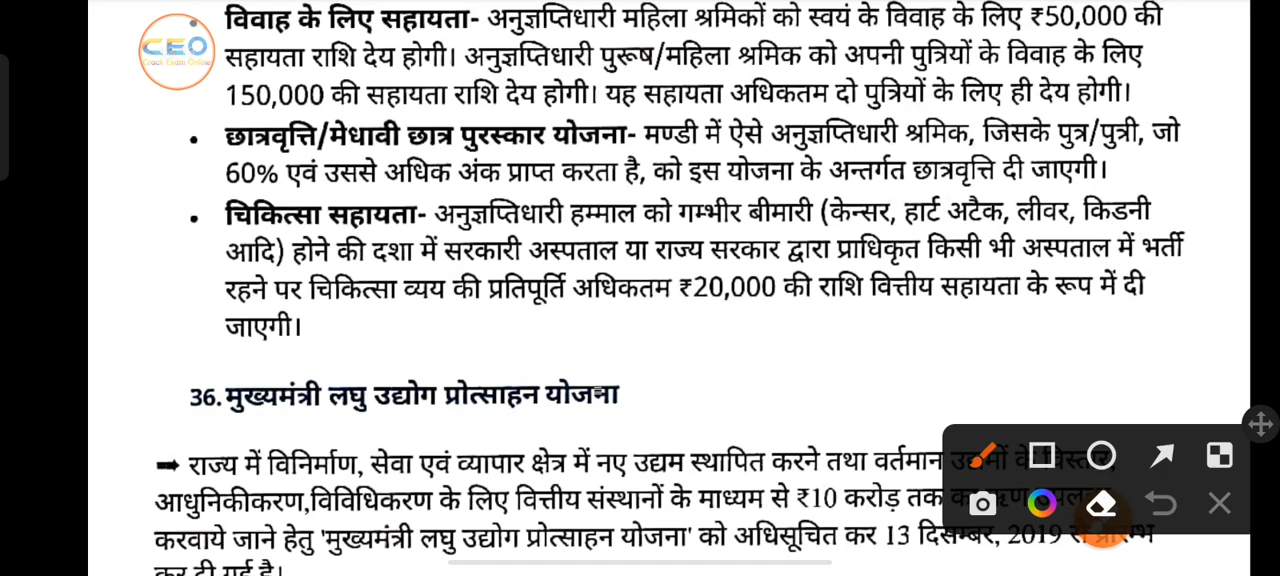 CEO
Crack Exam Online
विवाह के लिए सहायता- अनुज्ञप्तिधारी महिला श्रमिकों को स्वयं के विवाह के लिए ₹50,000 की
सहायता राशि देय होगी। अनुज्ञप्तिधारी पुरूष/महिला श्रमिक को अपनी पुत्रियों के विवाह के लिए
150,000 की सहायता राशि देय होगी। यह सहायता अधिकतम दो पुत्रियों के लिए ही देय होगी।
• छात्रवृत्ति/मेधावी छात्र पुरस्कार योजना- मण्डी में ऐसे अनुज्ञप्तिधारी श्रमिक, जिसके पुत्र/पुत्री, जो
60% एवं उससे अधिक अंक प्राप्त करता है, को इस योजना के अन्तर्गत छात्रवृत्ति दी जाएगी।
• चिकित्सा सहायता- अनुज्ञप्तिधारी हम्माल को गम्भीर बीमारी (केन्सर, हार्ट अटैक, लीवर, किडनी
आदि) होने की दशा में सरकारी अस्पताल या राज्य सरकार द्वारा प्राधिकृत किसी भी अस्पताल में भर्ती
रहने पर चिकित्सा व्यय की प्रतिपूर्ति अधिकतम ₹20,000 की राशि वित्तीय सहायता के रूप में दी
जाएगी।
36. मुख्यमंत्री लघु उद्योग प्रोत्साहन योजना
➡ राज्य में विनिर्माण, सेवा एवं व्यापार क्षेत्र में नए उद्यम स्थापित करने तथा वर्तमान उद्यमों के विस्तार,
आधुनिकीकरण,विविधिकरण के लिए वित्तीय संस्थानों के माध्यम से ₹10 करोड़ तक
करवाये जाने हेतु 'मुख्यमंत्री लघु उद्योग प्रोत्साहन योजना' को अधिसूचित कर 13 दिसम्बर, 2019 से प्रारम्भ
कर दी गई है।